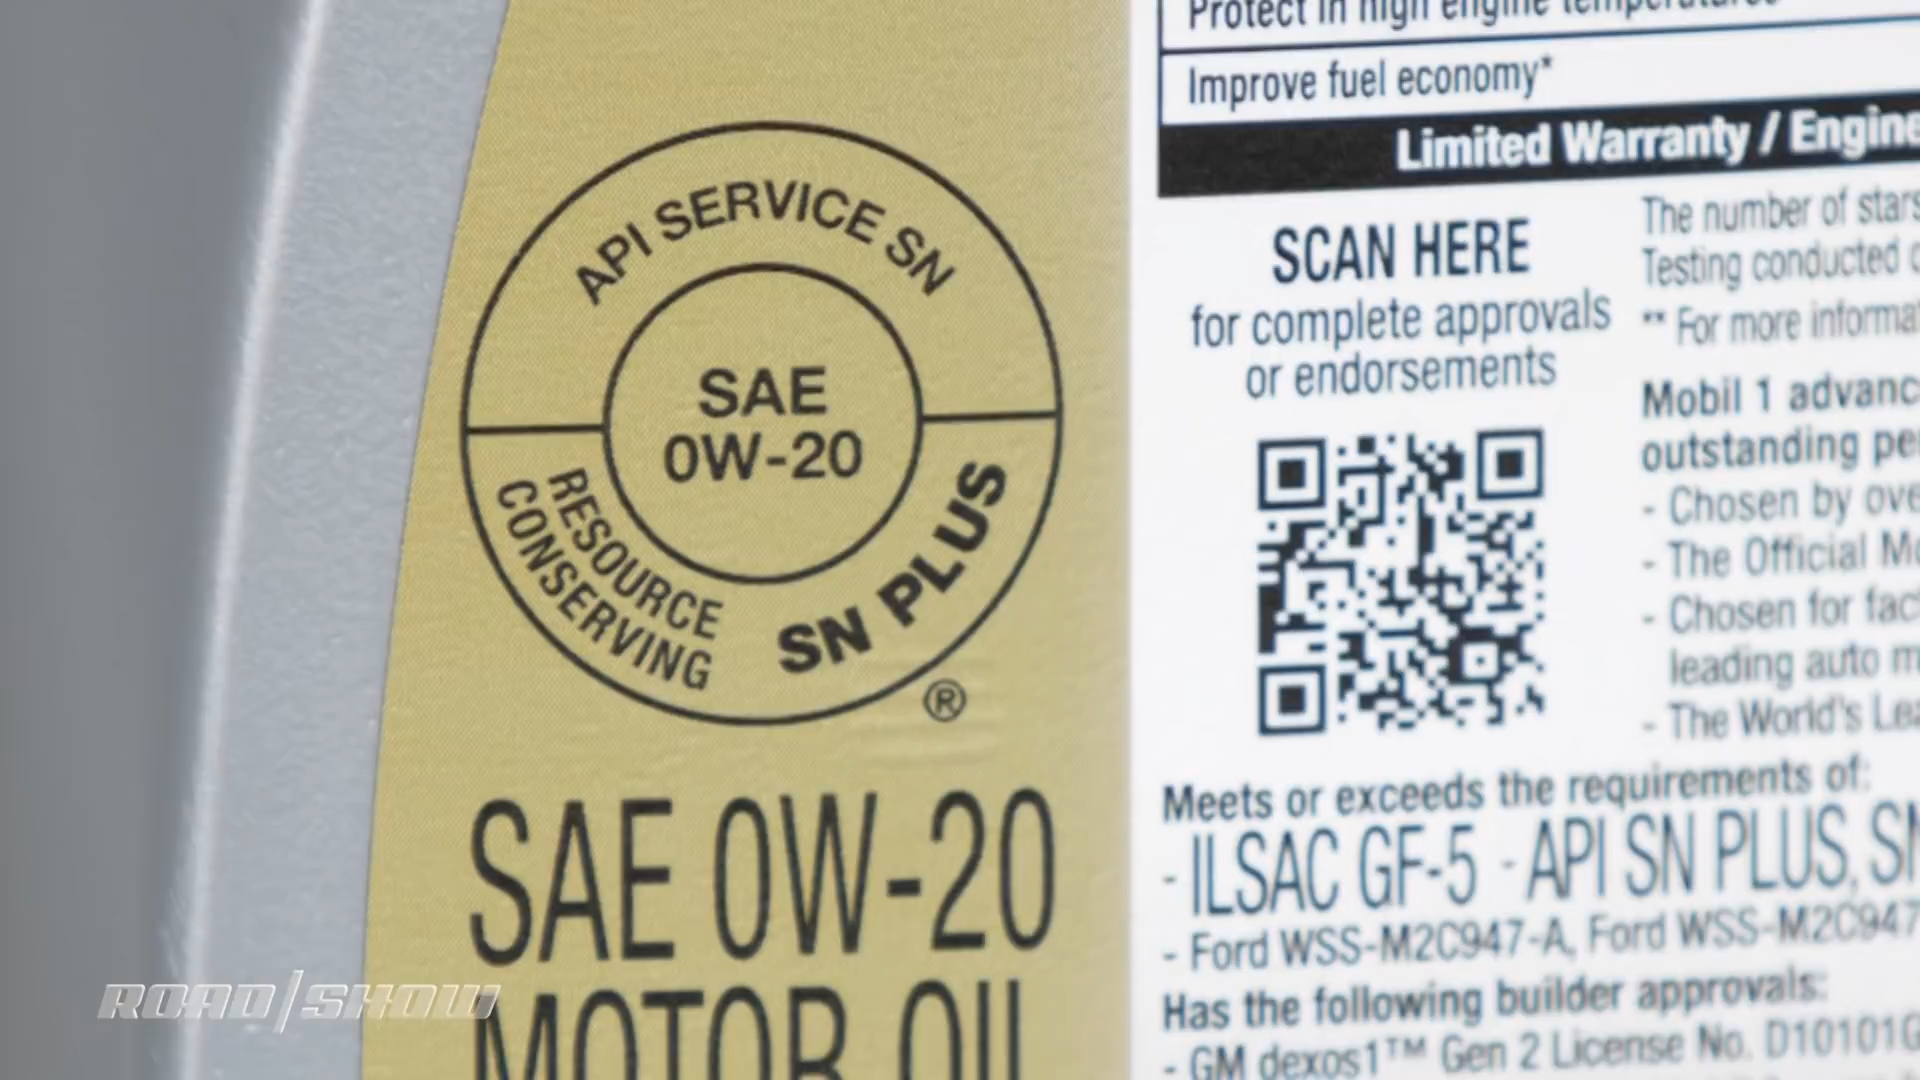 API SERVICE SN
SAE
0W-20
RESOURCE
CONSERVING
SN PLUS
®
SAE 0W-20
MOTOR OIL
Protect in high engine temperatures
Improve fuel economy*
Limited Warranty / Engine
SCAN HERE
for complete approvals
or endorsements
The number of stars
Testing conducted
** For more informa
Mobil 1 advanc
outstanding pe
- Chosen by ove
- The Official Mo
- Chosen for fact
leading auto m
- The World's Lea
Meets or exceeds the requirements of:
- ILSAC GF-5 - API SN PLUS, SN
- Ford WSS-M2C947-A, Ford WSS-M2C947
Has the following builder approvals:
- GM dexos1™ Gen 2 License No. D10101G
ROAD/SHOW